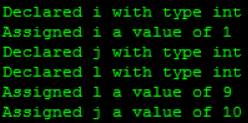 Declared i with type int
Assigned i a value of 1
Declared j with type int
Declared l with type int
Assigned l a value of 9
Assigned j a value of 10